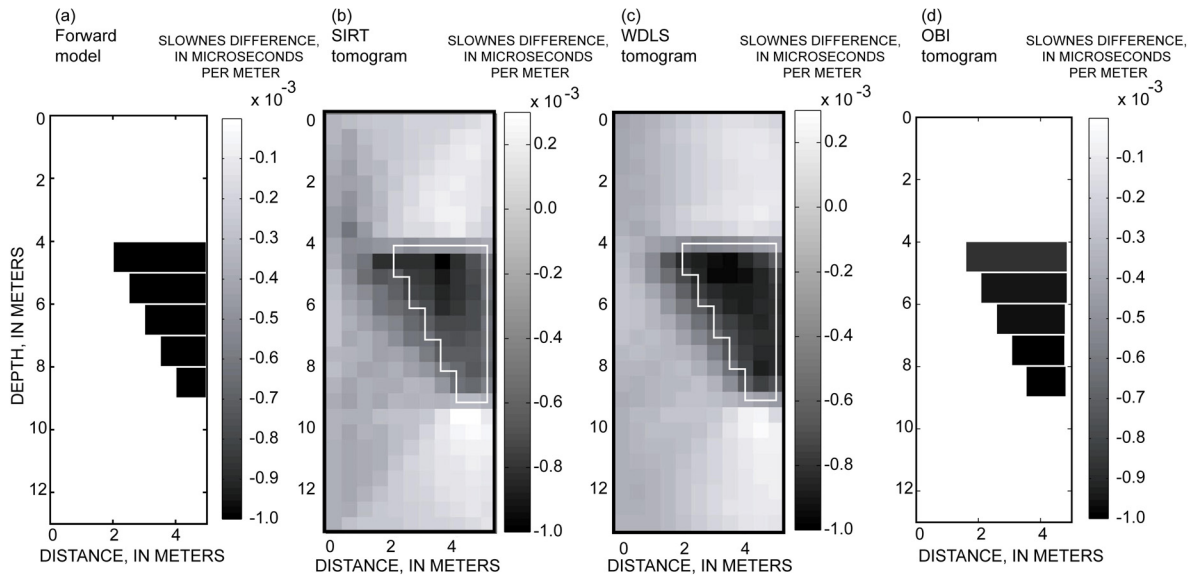 (a)
Forward
model
SLOWNES DIFFERENCE,
IN MICROSECONDS
PER METER
x 10-3
0
2
4
6
8
10
12
-0.1
-0.2
-0.3
-0.4
-0.5
-0.6
-0.7
-0.8
-0.9
-1.0
DEPTH, IN METERS
0
2
4
DISTANCE, IN METERS
(b)
SIRT
tomogram
SLOWNES DIFFERENCE,
IN MICROSECONDS
PER METER
x 10-3
0
2
4
6
8
10
12
0.2
0.0
-0.2
-0.4
-0.6
-0.8
-1.0
0
2
4
DISTANCE, IN METERS
(c)
WDLS
tomogram
SLOWNES DIFFERENCE,
IN MICROSECONDS
PER METER
x 10-3
0
2
4
6
8
10
12
0.2
0.0
-0.2
-0.4
-0.6
-0.8
-1.0
0
2
4
DISTANCE, IN METERS
(d)
OBI
tomogram
SLOWNES DIFFERENCE,
IN MICROSECONDS
PER METER
x 10-3
0
2
4
6
8
10
12
-0.1
-0.2
-0.3
-0.4
-0.5
-0.6
-0.7
-0.8
-0.9
-1.0
0
2
4
DISTANCE, IN METERS